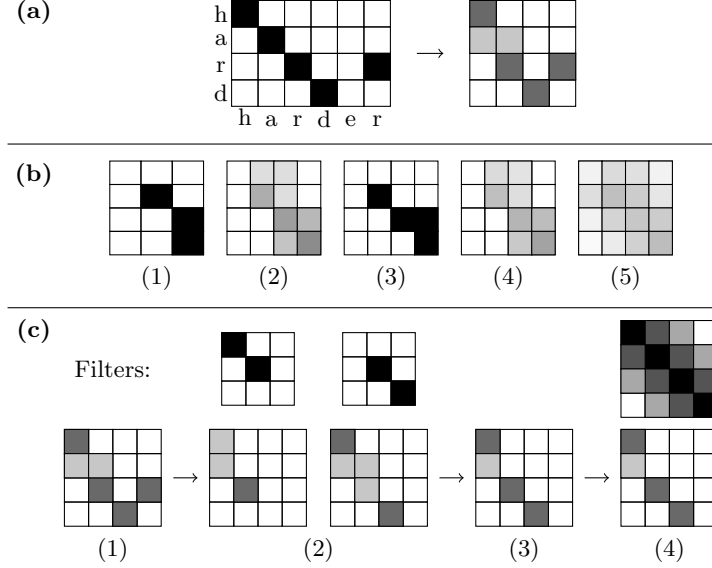 (a)
h
a
r
d
→
h a r d e r
(b)
(1) (2) (3) (4) (5)
(c)
Filters:
→ → →
(1) (2) (3) (4)